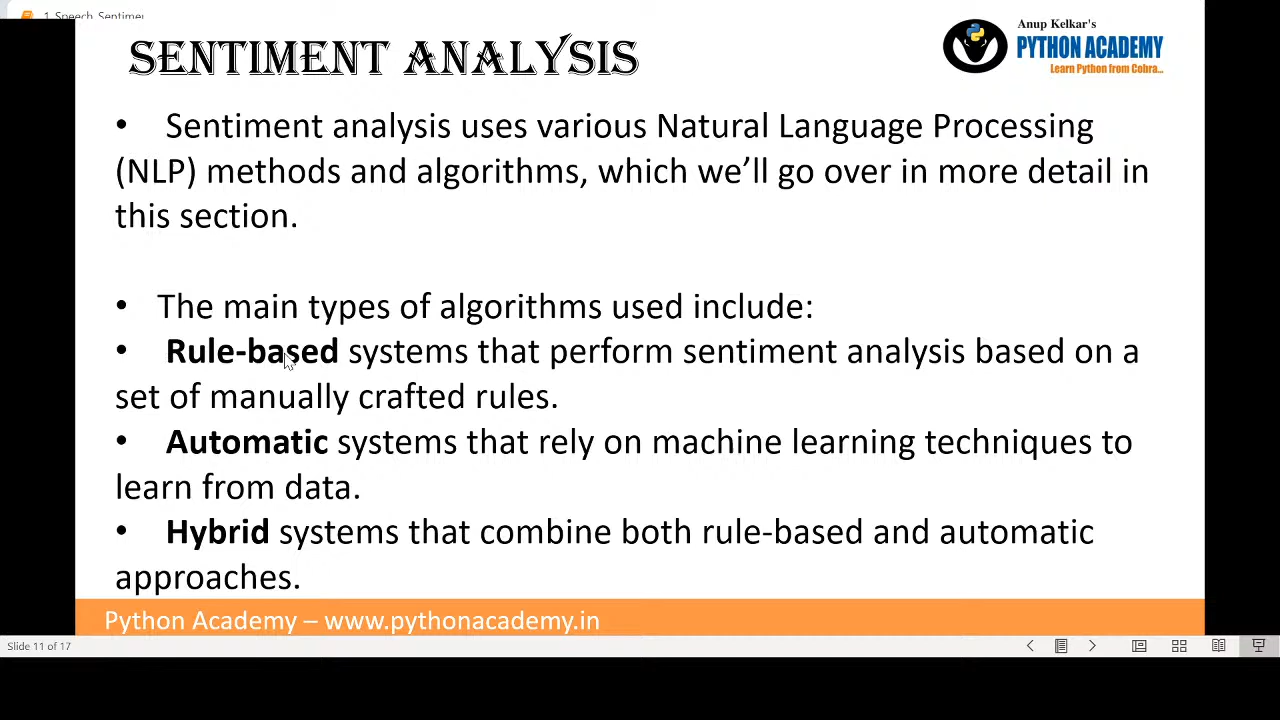 1_Speech_Sentimer
SENTIMENT ANALYSIS
Anup Kelkar's
PYTHON ACADEMY
Learn Python from Cobra...
• Sentiment analysis uses various Natural Language Processing
(NLP) methods and algorithms, which we’ll go over in more detail in
this section.
• The main types of algorithms used include:
• Rule-based systems that perform sentiment analysis based on a
set of manually crafted rules.
• Automatic systems that rely on machine learning techniques to
learn from data.
• Hybrid systems that combine both rule-based and automatic
approaches.
Python Academy – www.pythonacademy.in
Slide 11 of 17